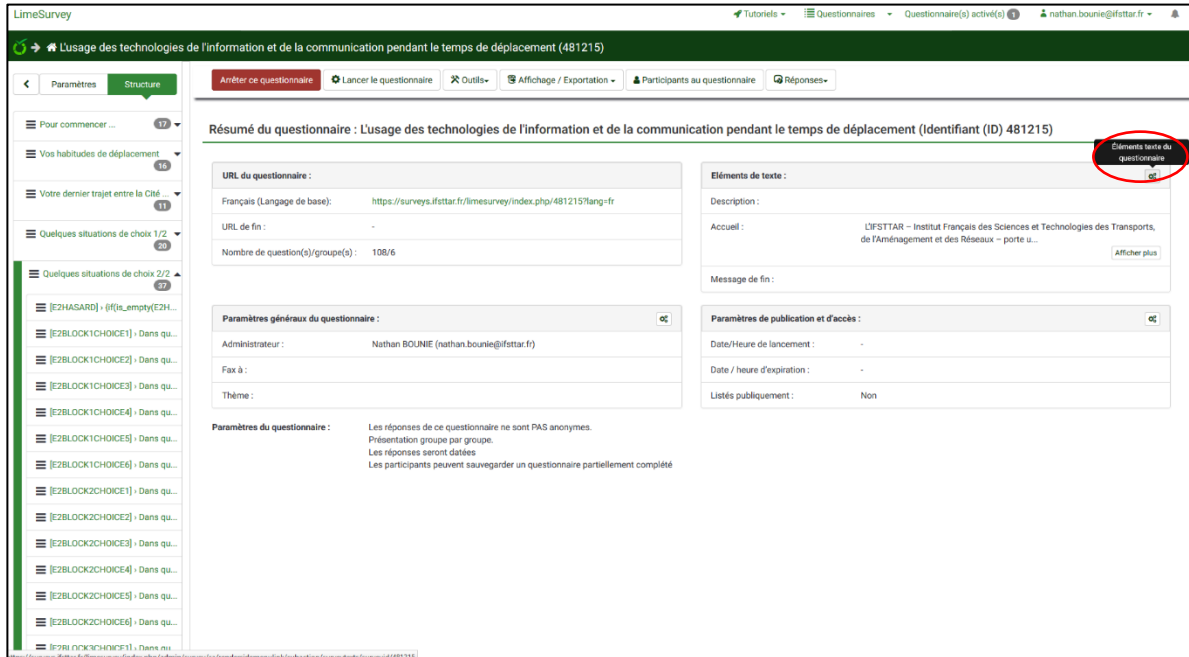 LimeSurvey
Tutoriels
Questionnaires
Questionnaire(s) activé(s) 1
nathan.bounie@ifsttar.fr
L'usage des technologies de l'information et de la communication pendant le temps de déplacement (481215)
Paramètres
Structure
Arrêter ce questionnaire
Lancer le questionnaire
Outils
Affichage / Exportation
Participants au questionnaire
Réponses
Pour commencer ... 17
Vos habitudes de déplacement
16
Votre dernier trajet entre la Cité ...
11
Quelques situations de choix 1/2
20
Quelques situations de choix 2/2
37
[E2HASARD] › (if(is_empty(E2H...
[E2BLOCK1CHOICE1] › Dans qu...
[E2BLOCK1CHOICE2] › Dans qu...
[E2BLOCK1CHOICE3] › Dans qu...
[E2BLOCK1CHOICE4] › Dans qu...
[E2BLOCK1CHOICE5] › Dans qu...
[E2BLOCK1CHOICE6] › Dans qu...
[E2BLOCK2CHOICE1] › Dans qu...
[E2BLOCK2CHOICE2] › Dans qu...
[E2BLOCK2CHOICE3] › Dans qu...
[E2BLOCK2CHOICE4] › Dans qu...
[E2BLOCK2CHOICE5] › Dans qu...
[E2BLOCK2CHOICE6] › Dans qu...
[E2BLOCK3CHOICE1] › Dans qu...
Résumé du questionnaire : L'usage des technologies de l'information et de la communication pendant le temps de déplacement (Identifiant (ID) 481215)
Éléments texte du
questionnaire
URL du questionnaire :
Français (Langage de base): https://surveys.ifsttar.fr/limesurvey/index.php/481215?lang=fr
URL de fin : -
Nombre de question(s)/groupe(s) : 108/6
Eléments de texte :
Description :
Accueil : L'IFSTTAR – Institut Français des Sciences et Technologies des Transports,
de l'Aménagement et des Réseaux – porte u...
Afficher plus
Message de fin :
Paramètres généraux du questionnaire :
Administrateur : Nathan BOUNIE (nathan.bounie@ifsttar.fr)
Fax à :
Thème :
Paramètres de publication et d'accès :
Date/Heure de lancement : -
Date / heure d'expiration : -
Listés publiquement : Non
Paramètres du questionnaire : Les réponses de ce questionnaire ne sont PAS anonymes.
Présentation groupe par groupe.
Les réponses seront datées
Les participants peuvent sauvegarder un questionnaire partiellement complété